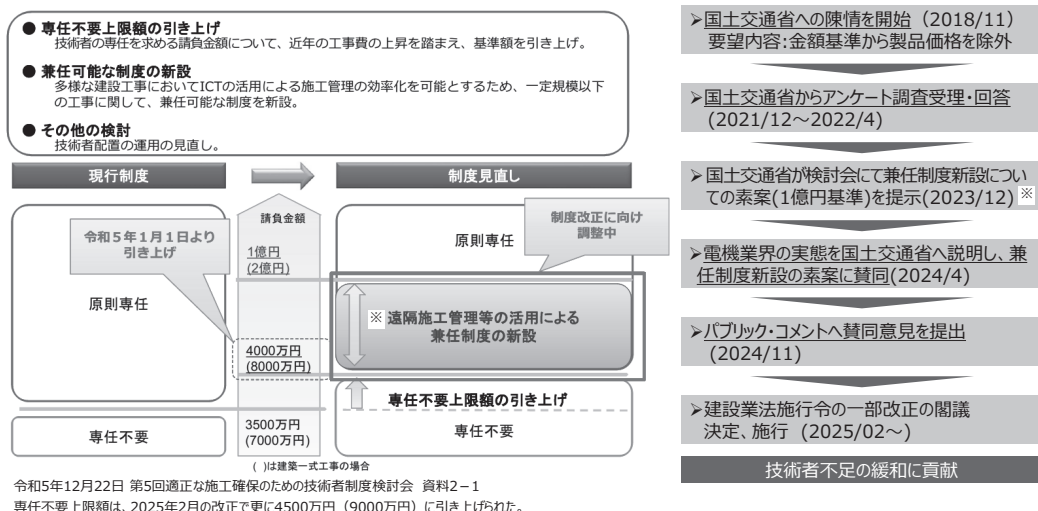 ● 専任不要上限額の引き上げ
技術者の専任を求める請負金額について、近年の工事費の上昇を踏まえ、基準額を引き上げ。
● 兼任可能な制度の新設
多様な建設工事においてICTの活用による施工管理の効率化を可能とするため、一定規模以下
の工事に関して、兼任可能な制度を新設。
● その他の検討
技術者配置の運用の見直し。
現行制度
制度見直し
令和5年1月1日より
引き上げ
原則専任
専任不要
請負金額
1億円
(2億円)
4000万円
(8000万円)
3500万円
(7000万円)
( )は建築一式工事の場合
原則専任
制度改正に向け
調整中
※ 遠隔施工管理等の活用による
兼任制度の新設
専任不要上限額の引き上げ
専任不要
令和5年12月22日 第5回適正な施工確保のための技術者制度検討会 資料2-1
専任不要上限額は、2025年2月の改正で更に4500万円（9000万円）に引き上げられた。
➢国土交通省への陳情を開始（2018/11）
要望内容:金額基準から製品価格を除外
➢国土交通省からアンケート調査受理・回答
(2021/12～2022/4)
➢国土交通省が検討会にて兼任制度新設につい
ての素案(1億円基準)を提示(2023/12) ※
➢電機業界の実態を国土交通省へ説明し、兼
任制度新設の素案に賛同(2024/4)
➢パブリック・コメントへ賛同意見を提出
(2024/11)
➢建設業法施行令の一部改正の閣議
決定、施行 (2025/02～)
技術者不足の緩和に貢献